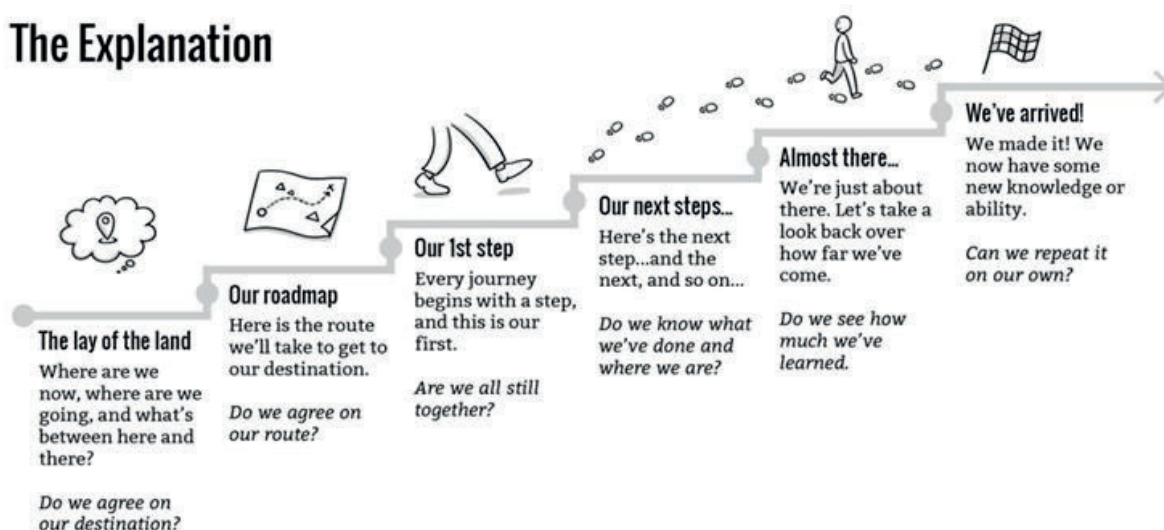 The Explanation
The lay of the land
Where are we
now, where are we
going, and what's
between here and
there?
Do we agree on
our destination?
Our roadmap
Here is the route
we'll take to get to
our destination.
Do we agree on
our route?
Our 1st step
Every journey
begins with a step,
and this is our
first.
Are we all still
together?
Our next steps...
Here's the next
step...and the
next, and so on...
Do we know what
we've done and
where we are?
Almost there...
We're just about
there. Let's take a
look back over
how far we've
come.
Do we see how
much we've
learned.
We've arrived!
We made it! We
now have some
new knowledge or
ability.
Can we repeat it
on our own?